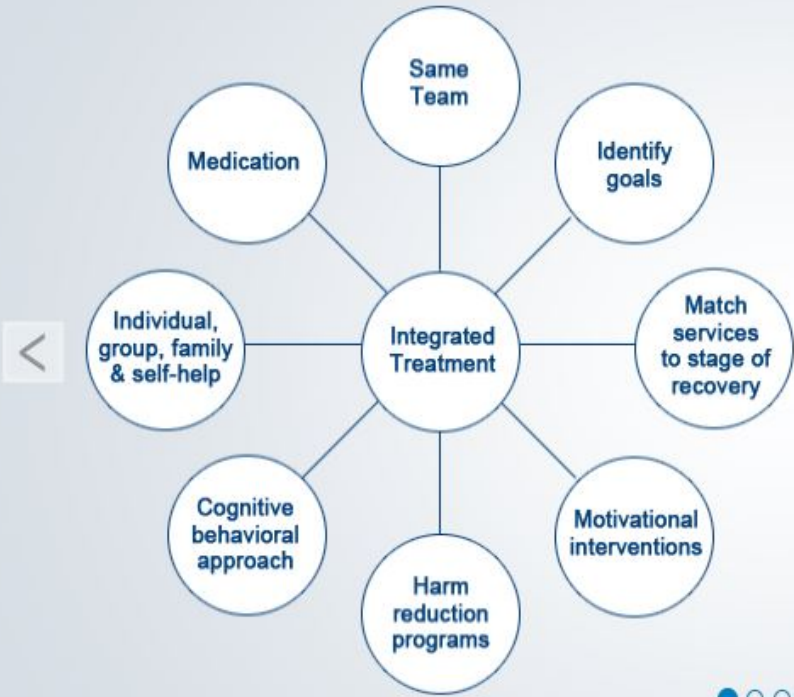 Same
Team
Identify
goals
Match
services
to stage of
recovery
Motivational
interventions
Harm
reduction
programs
Cognitive
behavioral
approach
Individual,
group, family
& self-help
Medication
Integrated
Treatment